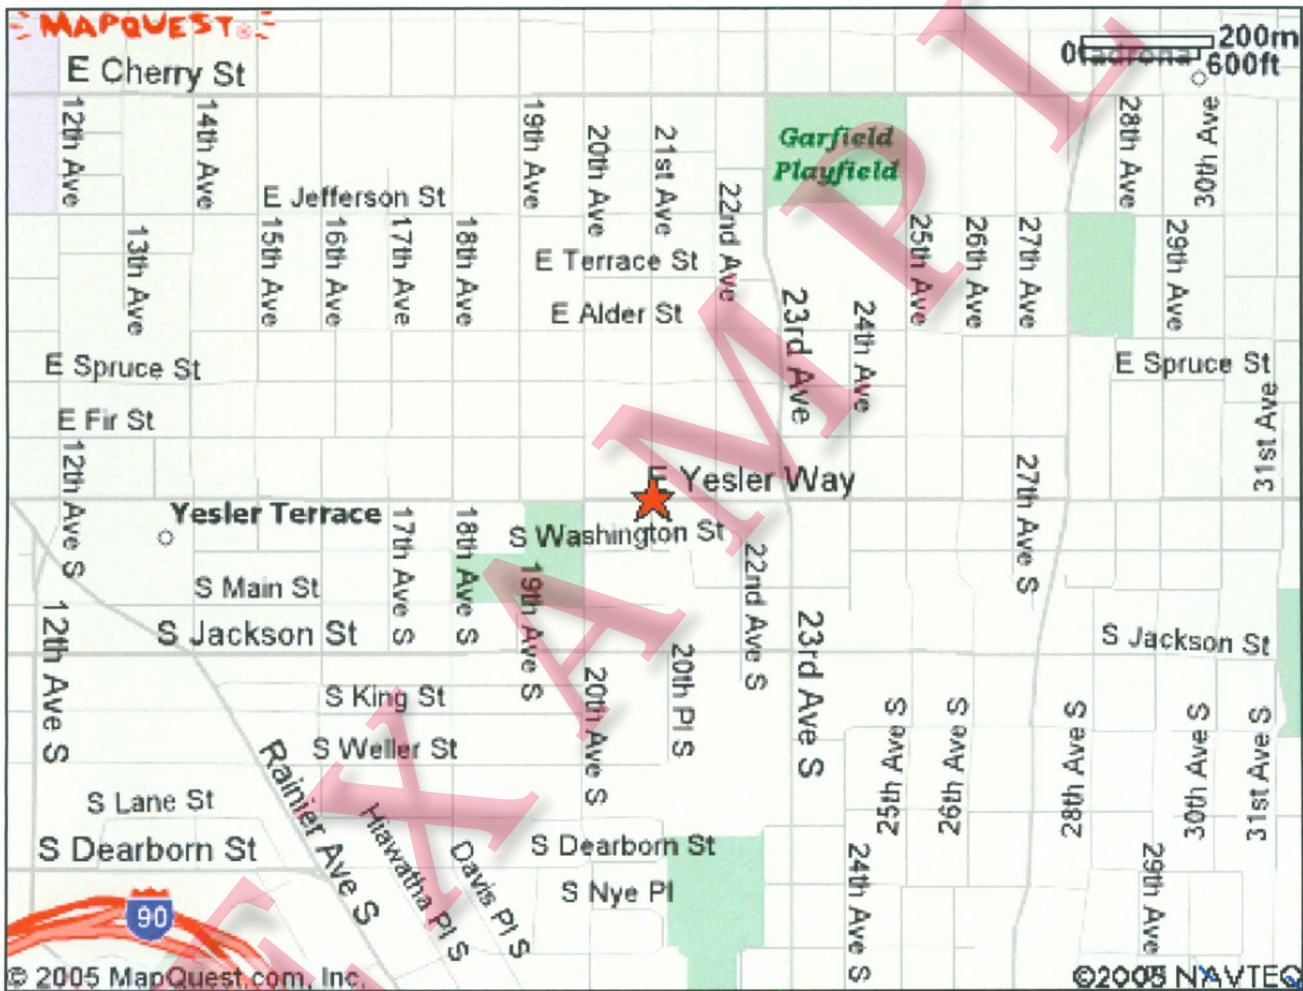 MAPQUEST®
200m
600ft
E Cherry St
12th Ave
14th Ave
19th Ave
20th Ave
21st Ave
Garfield
Playfield
28th Ave
30th Ave
E Jefferson St
22nd Ave
13th Ave
15th Ave
16th Ave
17th Ave
18th Ave
E Terrace St
25th Ave
26th Ave
27th Ave
29th Ave
E Alder St
23rd Ave
24th Ave
E Spruce St
E Spruce St
31st Ave
E Fir St
12th Ave S
E Yesler Way
27th Ave S
Yesler Terrace
17th Ave S
18th Ave S
S Washington St
22nd Ave S
S Main St
19th Ave S
12th Ave S
S Jackson St
23rd Ave S
S Jackson St
20th Pl S
20th Ave S
S King St
25th Ave S
26th Ave S
28th Ave S
30th Ave S
31st Ave S
S Weller St
Rainier Ave S
S Lane St
Hiawatha Pl S
Davis Pl S
S Dearborn St
S Dearborn St
24th Ave S
29th Ave
S Nye Pl
90
© 2005 MapQuest.com, Inc.
©2005 NAVTEQ
EXAMPL